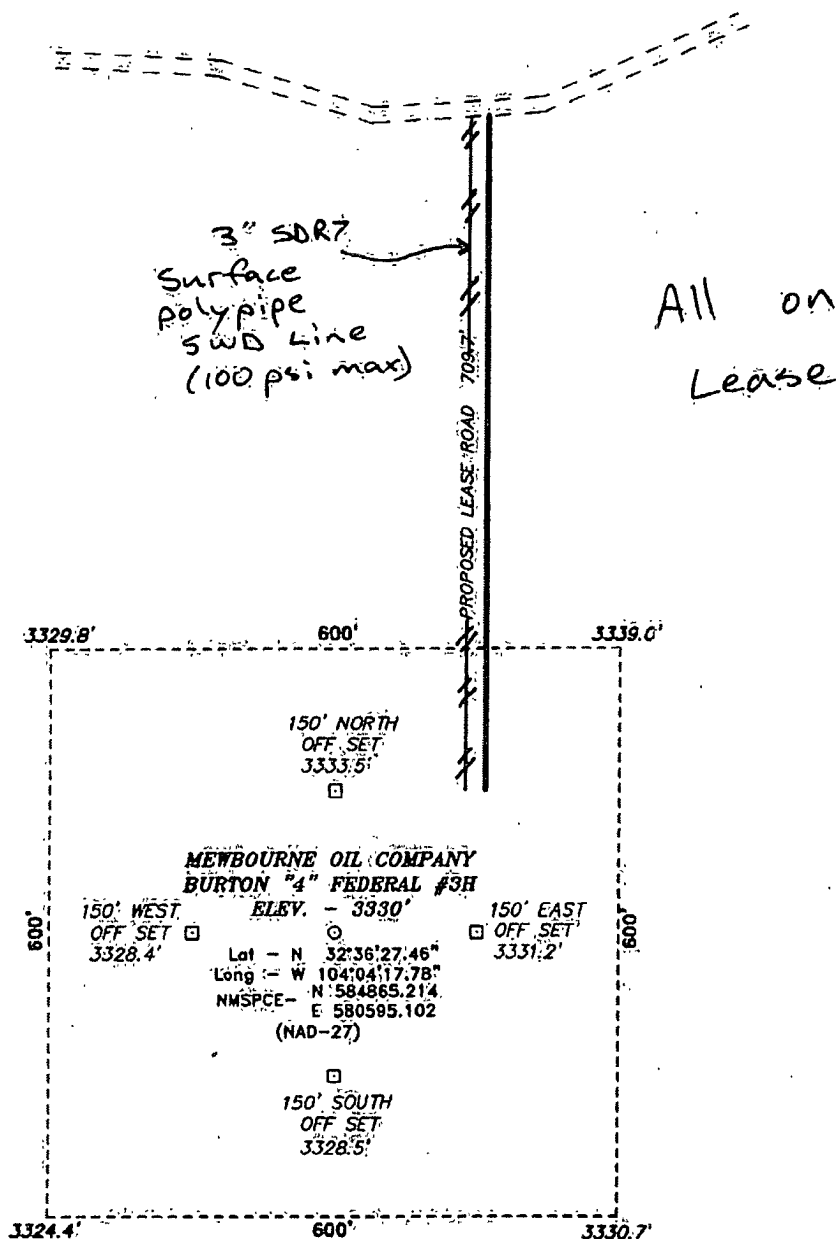 3" SDR7
Surface
polypipe
SWD Line
(100 psi max)
All on
Lease
PROPOSED LEASE ROAD 709.7'
3329.8'
600'
3339.0'
150' NORTH
OFF SET
3333.5'
MEWBOURNE OIL COMPANY
BURTON "4" FEDERAL #3H
ELEV. - 3330'
150' WEST
OFF SET
3328.4'
600'
150' EAST
OFF SET
3331.2'
600'
Lat - N 32°36'27.46"
Long - W 104°04'17.78"
NMSPCE- N 584865.214
E 580595.102
(NAD-27)
150' SOUTH
OFF SET
3328.5'
3324.4'
600'
3330.7'